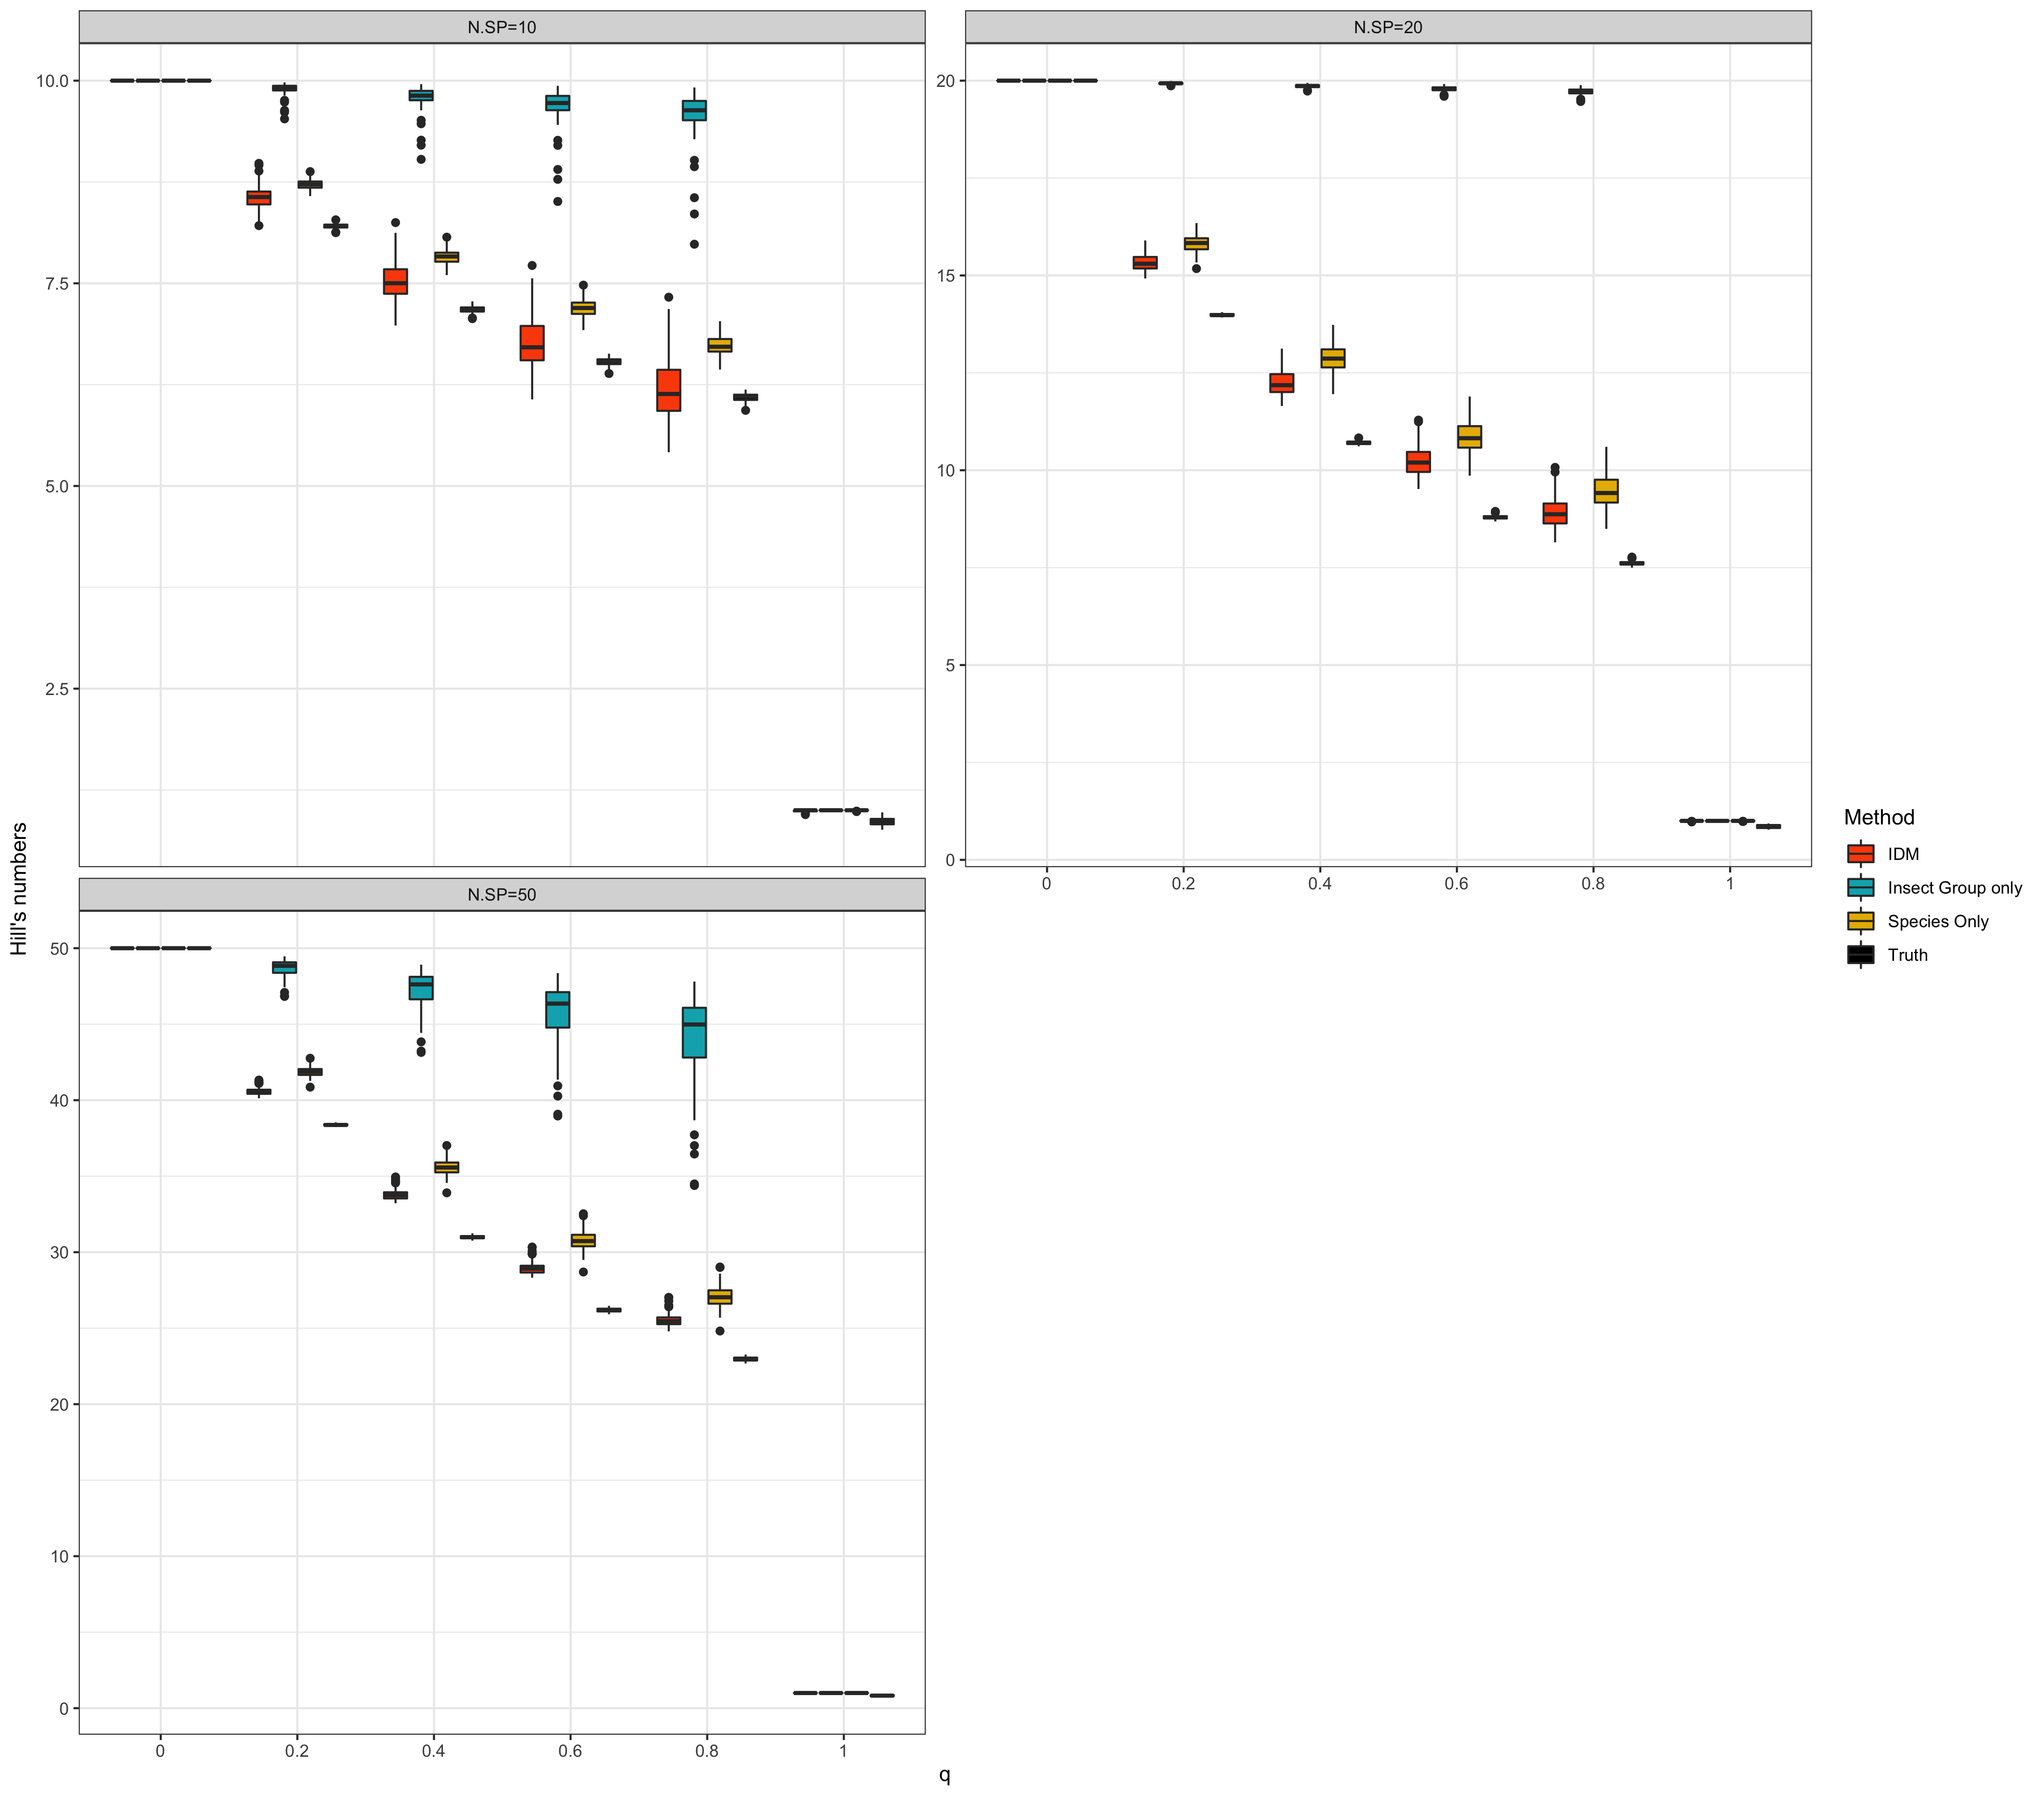 N.SP=10
N.SP=20
10.0
7.5
5.0
2.5
20
15
10
5
0
0 0.2 0.4 0.6 0.8 1
N.SP=50
50
40
30
20
10
0
0 0.2 0.4 0.6 0.8 1
q
Hill's numbers
Method
IDM
Insect Group only
Species Only
Truth